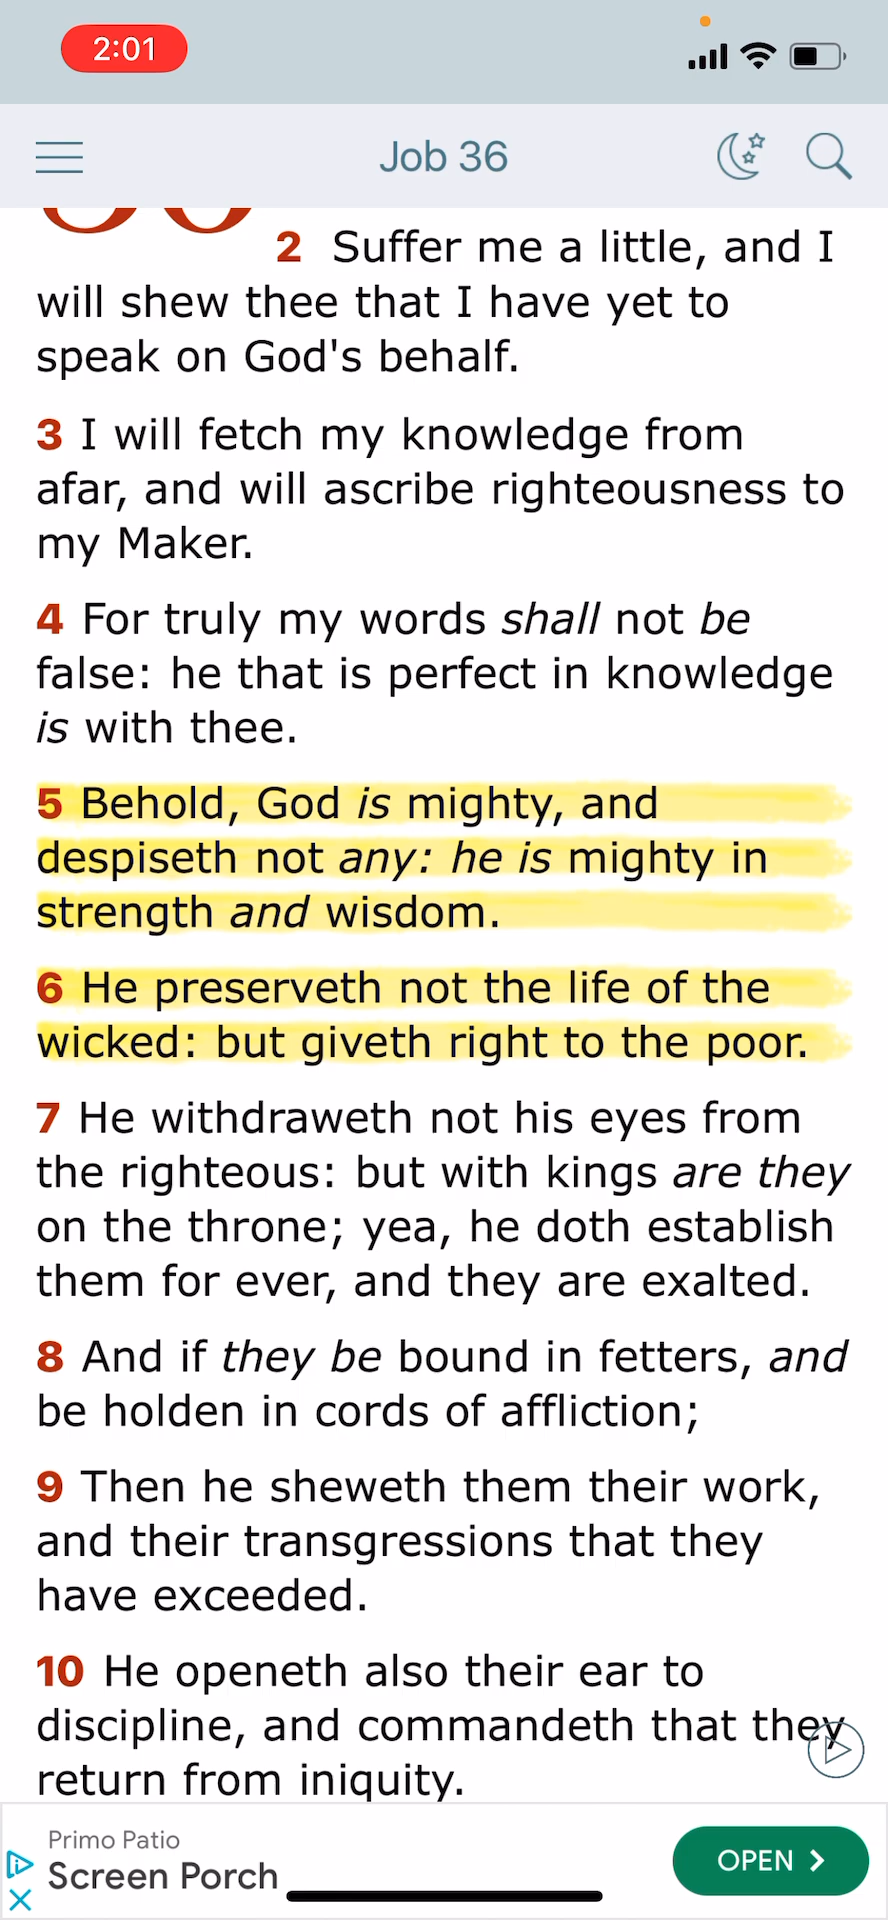 2:01
Job 36
2 Suffer me a little, and I
will shew thee that I have yet to
speak on God's behalf.
3 I will fetch my knowledge from
afar, and will ascribe righteousness to
my Maker.
4 For truly my words shall not be
false: he that is perfect in knowledge
is with thee.
5 Behold, God is mighty, and
despiseth not any: he is mighty in
strength and wisdom.
6 He preserveth not the life of the
wicked: but giveth right to the poor.
7 He withdraweth not his eyes from
the righteous: but with kings are they
on the throne; yea, he doth establish
them for ever, and they are exalted.
8 And if they be bound in fetters, and
be holden in cords of affliction;
9 Then he sheweth them their work,
and their transgressions that they
have exceeded.
10 He openeth also their ear to
discipline, and commandeth that they
return from iniquity.
Primo Patio
Screen Porch
OPEN